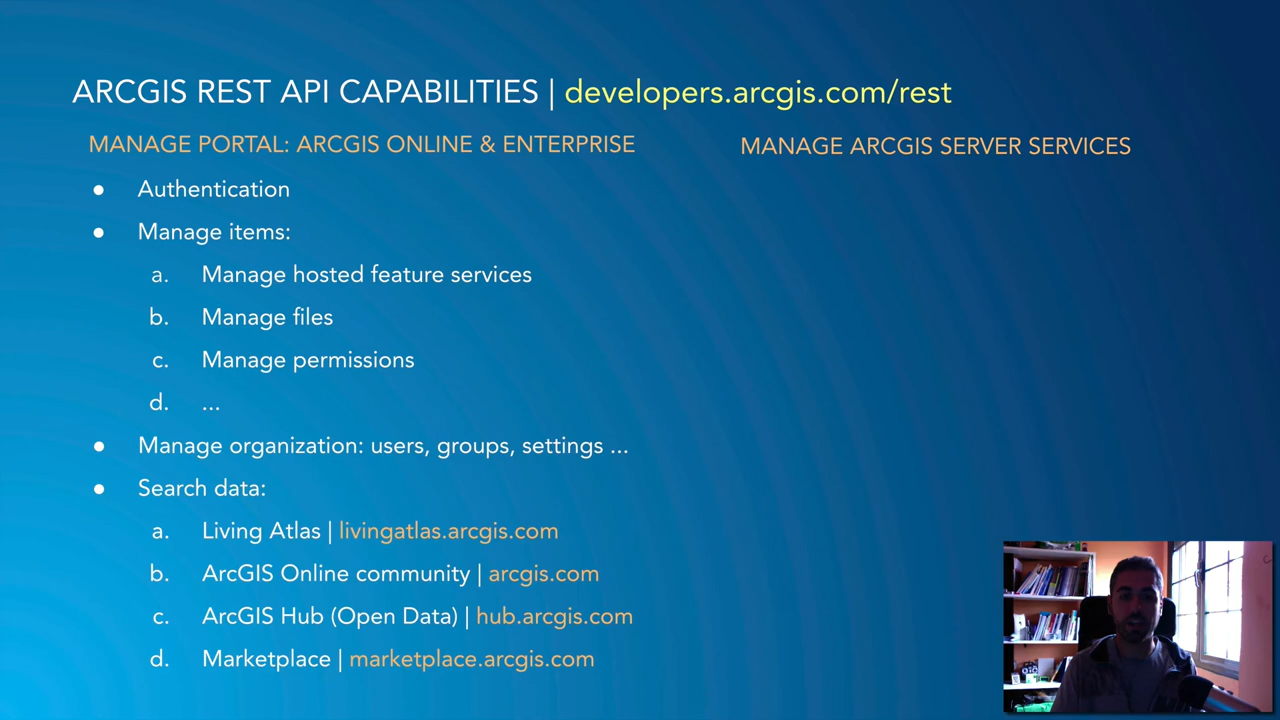 ARCGIS REST API CAPABILITIES | developers.arcgis.com/rest
MANAGE PORTAL: ARCGIS ONLINE & ENTERPRISE
● Authentication
● Manage items:
a. Manage hosted feature services
b. Manage files
c. Manage permissions
d. ...
● Manage organization: users, groups, settings ...
● Search data:
a. Living Atlas | livingatlas.arcgis.com
b. ArcGIS Online community | arcgis.com
c. ArcGIS Hub (Open Data) | hub.arcgis.com
d. Marketplace | marketplace.arcgis.com
MANAGE ARCGIS SERVER SERVICES